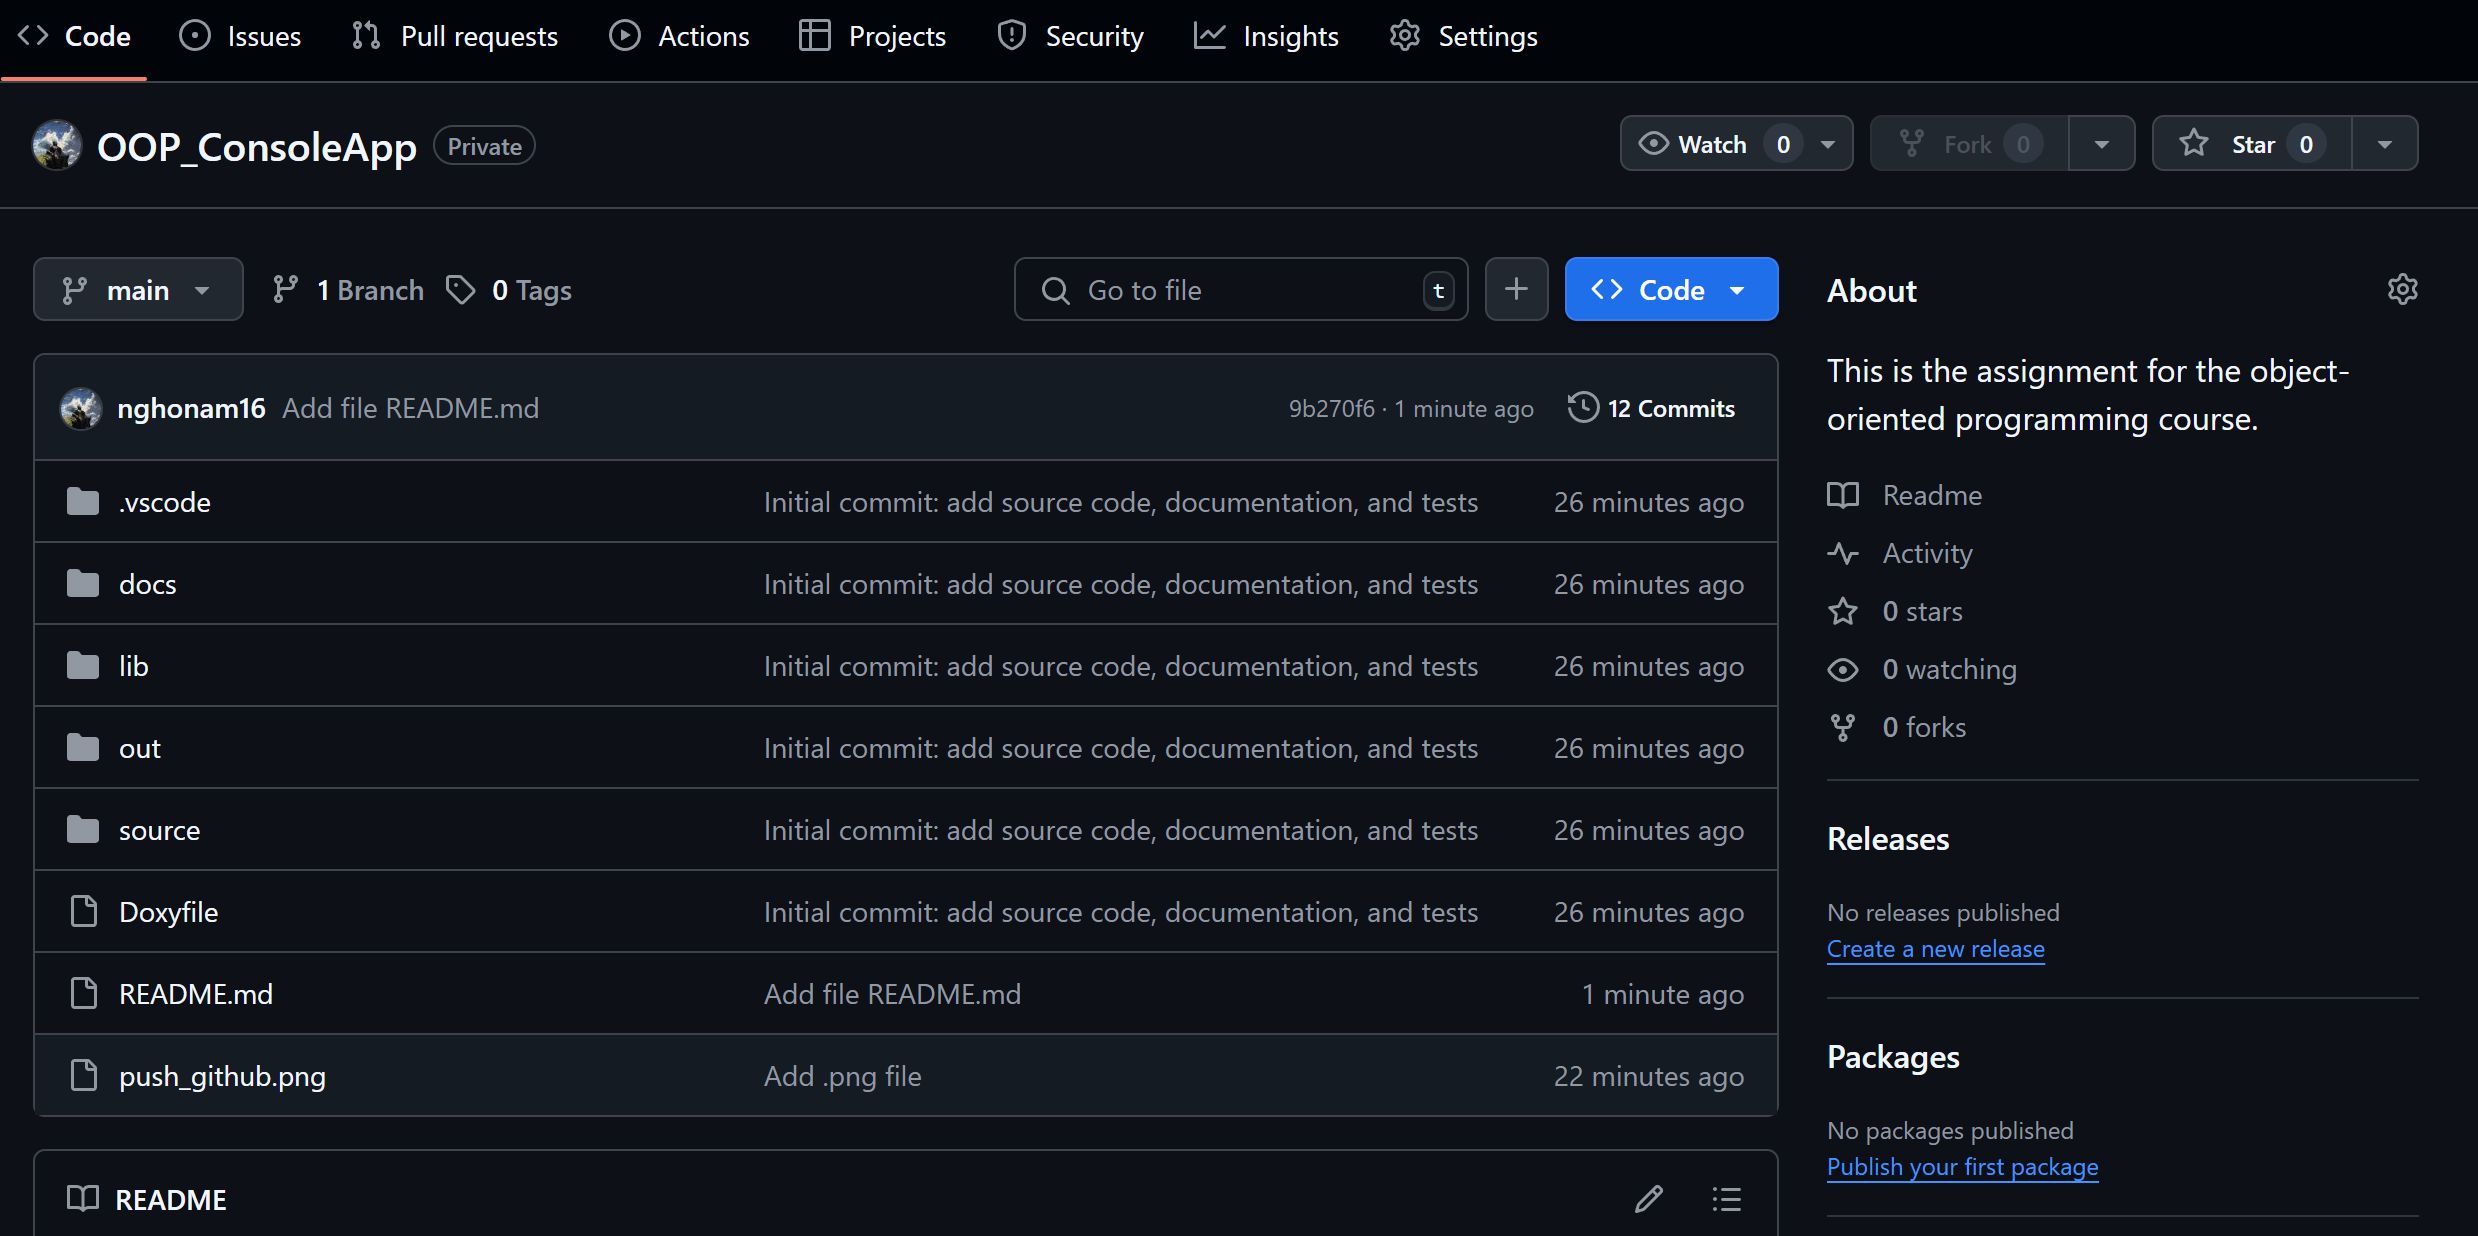 Code Issues Pull requests Actions Projects Security Insights Settings
OOP_ConsoleApp Private Watch 0 Fork 0 Star 0
main 1 Branch 0 Tags Go to file t Code
nghonam16 Add file README.md 9b270f6 · 1 minute ago 12 Commits
.vscode Initial commit: add source code, documentation, and tests 26 minutes ago
docs Initial commit: add source code, documentation, and tests 26 minutes ago
lib Initial commit: add source code, documentation, and tests 26 minutes ago
out Initial commit: add source code, documentation, and tests 26 minutes ago
source Initial commit: add source code, documentation, and tests 26 minutes ago
Doxyfile Initial commit: add source code, documentation, and tests 26 minutes ago
README.md Add file README.md 1 minute ago
push_github.png Add .png file 22 minutes ago
README
About
This is the assignment for the object-
oriented programming course.
Readme
Activity
0 stars
0 watching
0 forks
Releases
No releases published
Create a new release
Packages
No packages published
Publish your first package